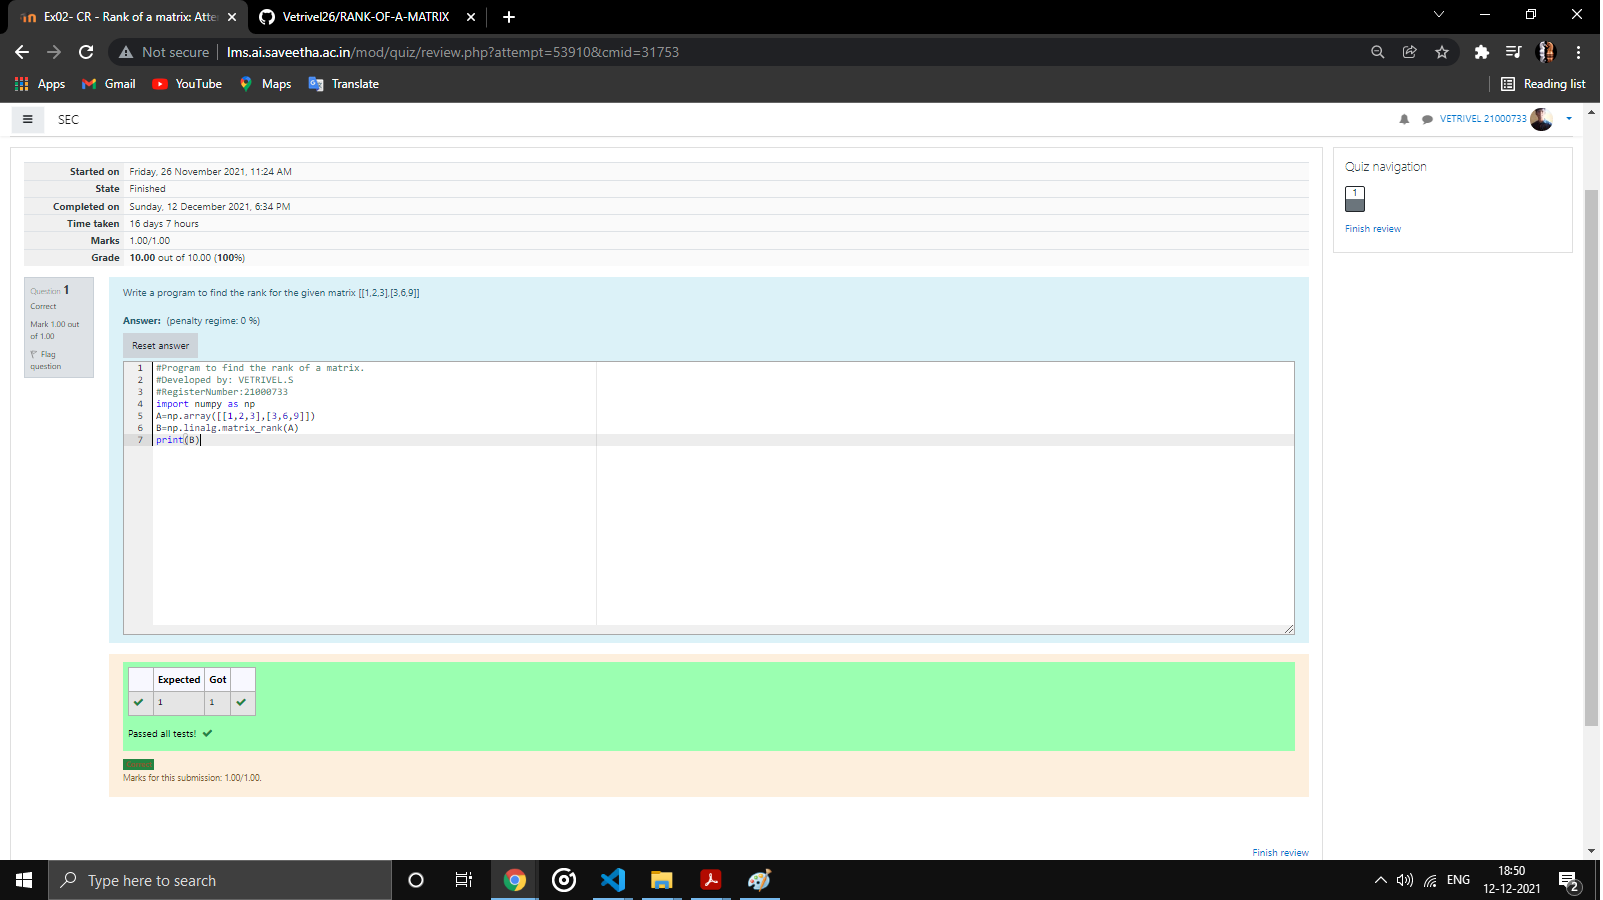 Ex02- CR - Rank of a matrix: Atte
Vetrivel26/RANK-OF-A-MATRIX
Not secure
lms.ai.saveetha.ac.in/mod/quiz/review.php?attempt=53910&cmid=31753
Apps
Gmail
YouTube
Maps
Translate
Reading list
SEC
VETRIVEL 21000733
Started on Friday, 26 November 2021, 11:24 AM
State Finished
Completed on Sunday, 12 December 2021, 6:34 PM
Time taken 16 days 7 hours
Marks 1.00/1.00
Grade 10.00 out of 10.00 (100%)
Quiz navigation
1
Finish review
Question 1
Correct
Mark 1.00 out
of 1.00
Flag
question
Write a program to find the rank for the given matrix [[1,2,3],[3,6,9]]
Answer: (penalty regime: 0 %)
Reset answer
1 #Program to find the rank of a matrix.
2 #Developed by: VETRIVEL.S
3 #RegisterNumber:21000733
4 import numpy as np
5 A=np.array([[1,2,3],[3,6,9]])
6 B=np.linalg.matrix_rank(A)
7 print(B)
Expected Got
1 1
Passed all tests!
Marks for this submission: 1.00/1.00.
Finish review
Type here to search
ENG
18:50
12-12-2021
2